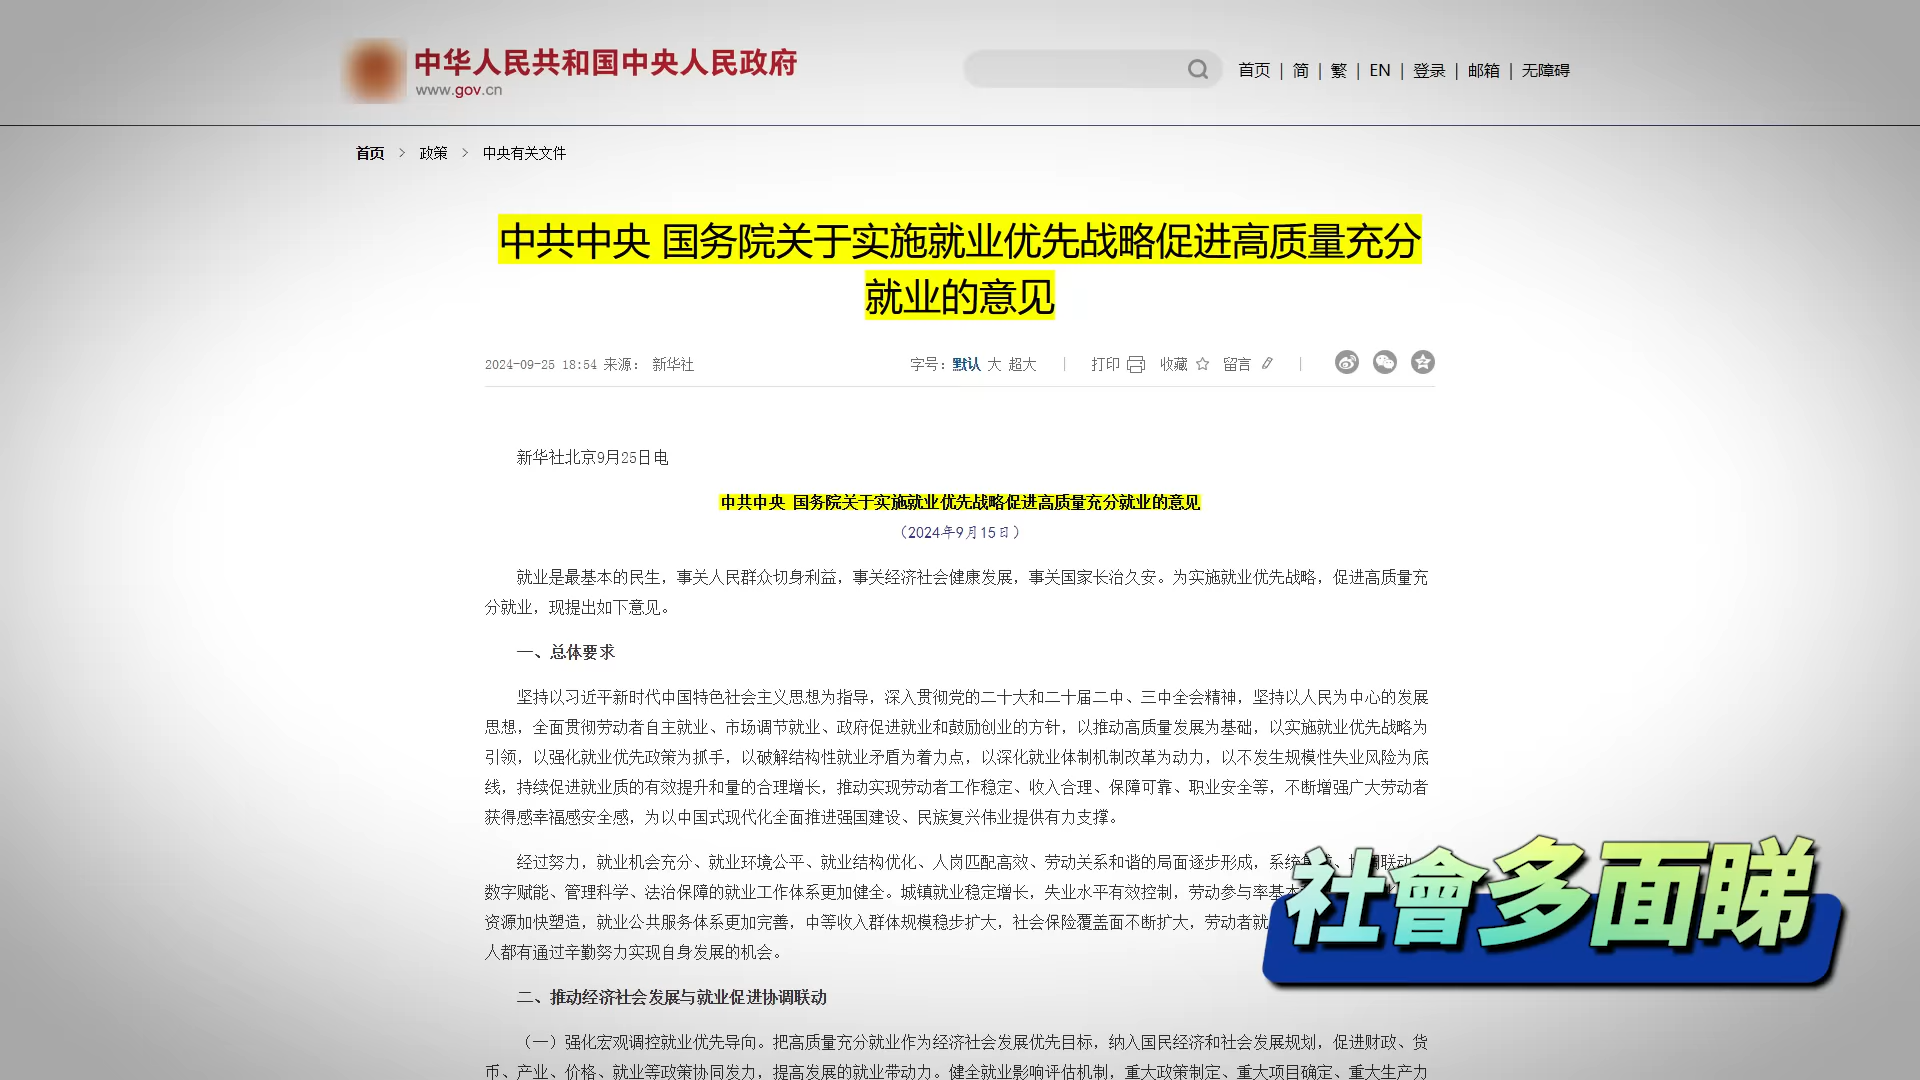 中华人民共和国中央人民政府
www.gov.cn
首页 | 简 | 繁 | EN | 登录 | 邮箱 | 无障碍
首页 > 政策 > 中央有关文件
中共中央 国务院关于实施就业优先战略促进高质量充分
就业的意见
2024-09-25 18:54 来源： 新华社
字号：默认 大 超大 | 打印 收藏 留言 |
新华社北京9月25日电
中共中央 国务院关于实施就业优先战略促进高质量充分就业的意见
（2024年9月15日）
就业是最基本的民生，事关人民群众切身利益，事关经济社会健康发展，事关国家长治久安。为实施就业优先战略，促进高质量充
分就业，现提出如下意见。
一、总体要求
坚持以习近平新时代中国特色社会主义思想为指导，深入贯彻党的二十大和二十届二中、三中全会精神，坚持以人民为中心的发展
思想，全面贯彻劳动者自主就业、市场调节就业、政府促进就业和鼓励创业的方针，以推动高质量发展为基础，以实施就业优先战略为
引领，以强化就业优先政策为抓手，以破解结构性就业矛盾为着力点，以深化就业体制机制改革为动力，以不发生规模性失业风险为底
线，持续促进就业质的有效提升和量的合理增长，推动实现劳动者工作稳定、收入合理、保障可靠、职业安全等，不断增强广大劳动者
获得感幸福感安全感，为以中国式现代化全面推进强国建设、民族复兴伟业提供有力支撑。
经过努力，就业机会充分、就业环境公平、就业结构优化、人岗匹配高效、劳动关系和谐的局面逐步形成，系统
数字赋能、管理科学、法治保障的就业工作体系更加健全。城镇就业稳定增长，失业水平有效控制，劳动参与率基本
资源加快塑造，就业公共服务体系更加完善，中等收入群体规模稳步扩大，社会保险覆盖面不断扩大，劳动者就
人都有通过辛勤努力实现自身发展的机会。
社會多面睇
二、推动经济社会发展与就业促进协调联动
（一）强化宏观调控就业优先导向。把高质量充分就业作为经济社会发展优先目标，纳入国民经济和社会发展规划，促进财政、货
币、产业、价格、就业等政策协同发力，提高发展的就业带动力。健全就业影响评估机制，重大政策制定、重大项目确定、重大生产力